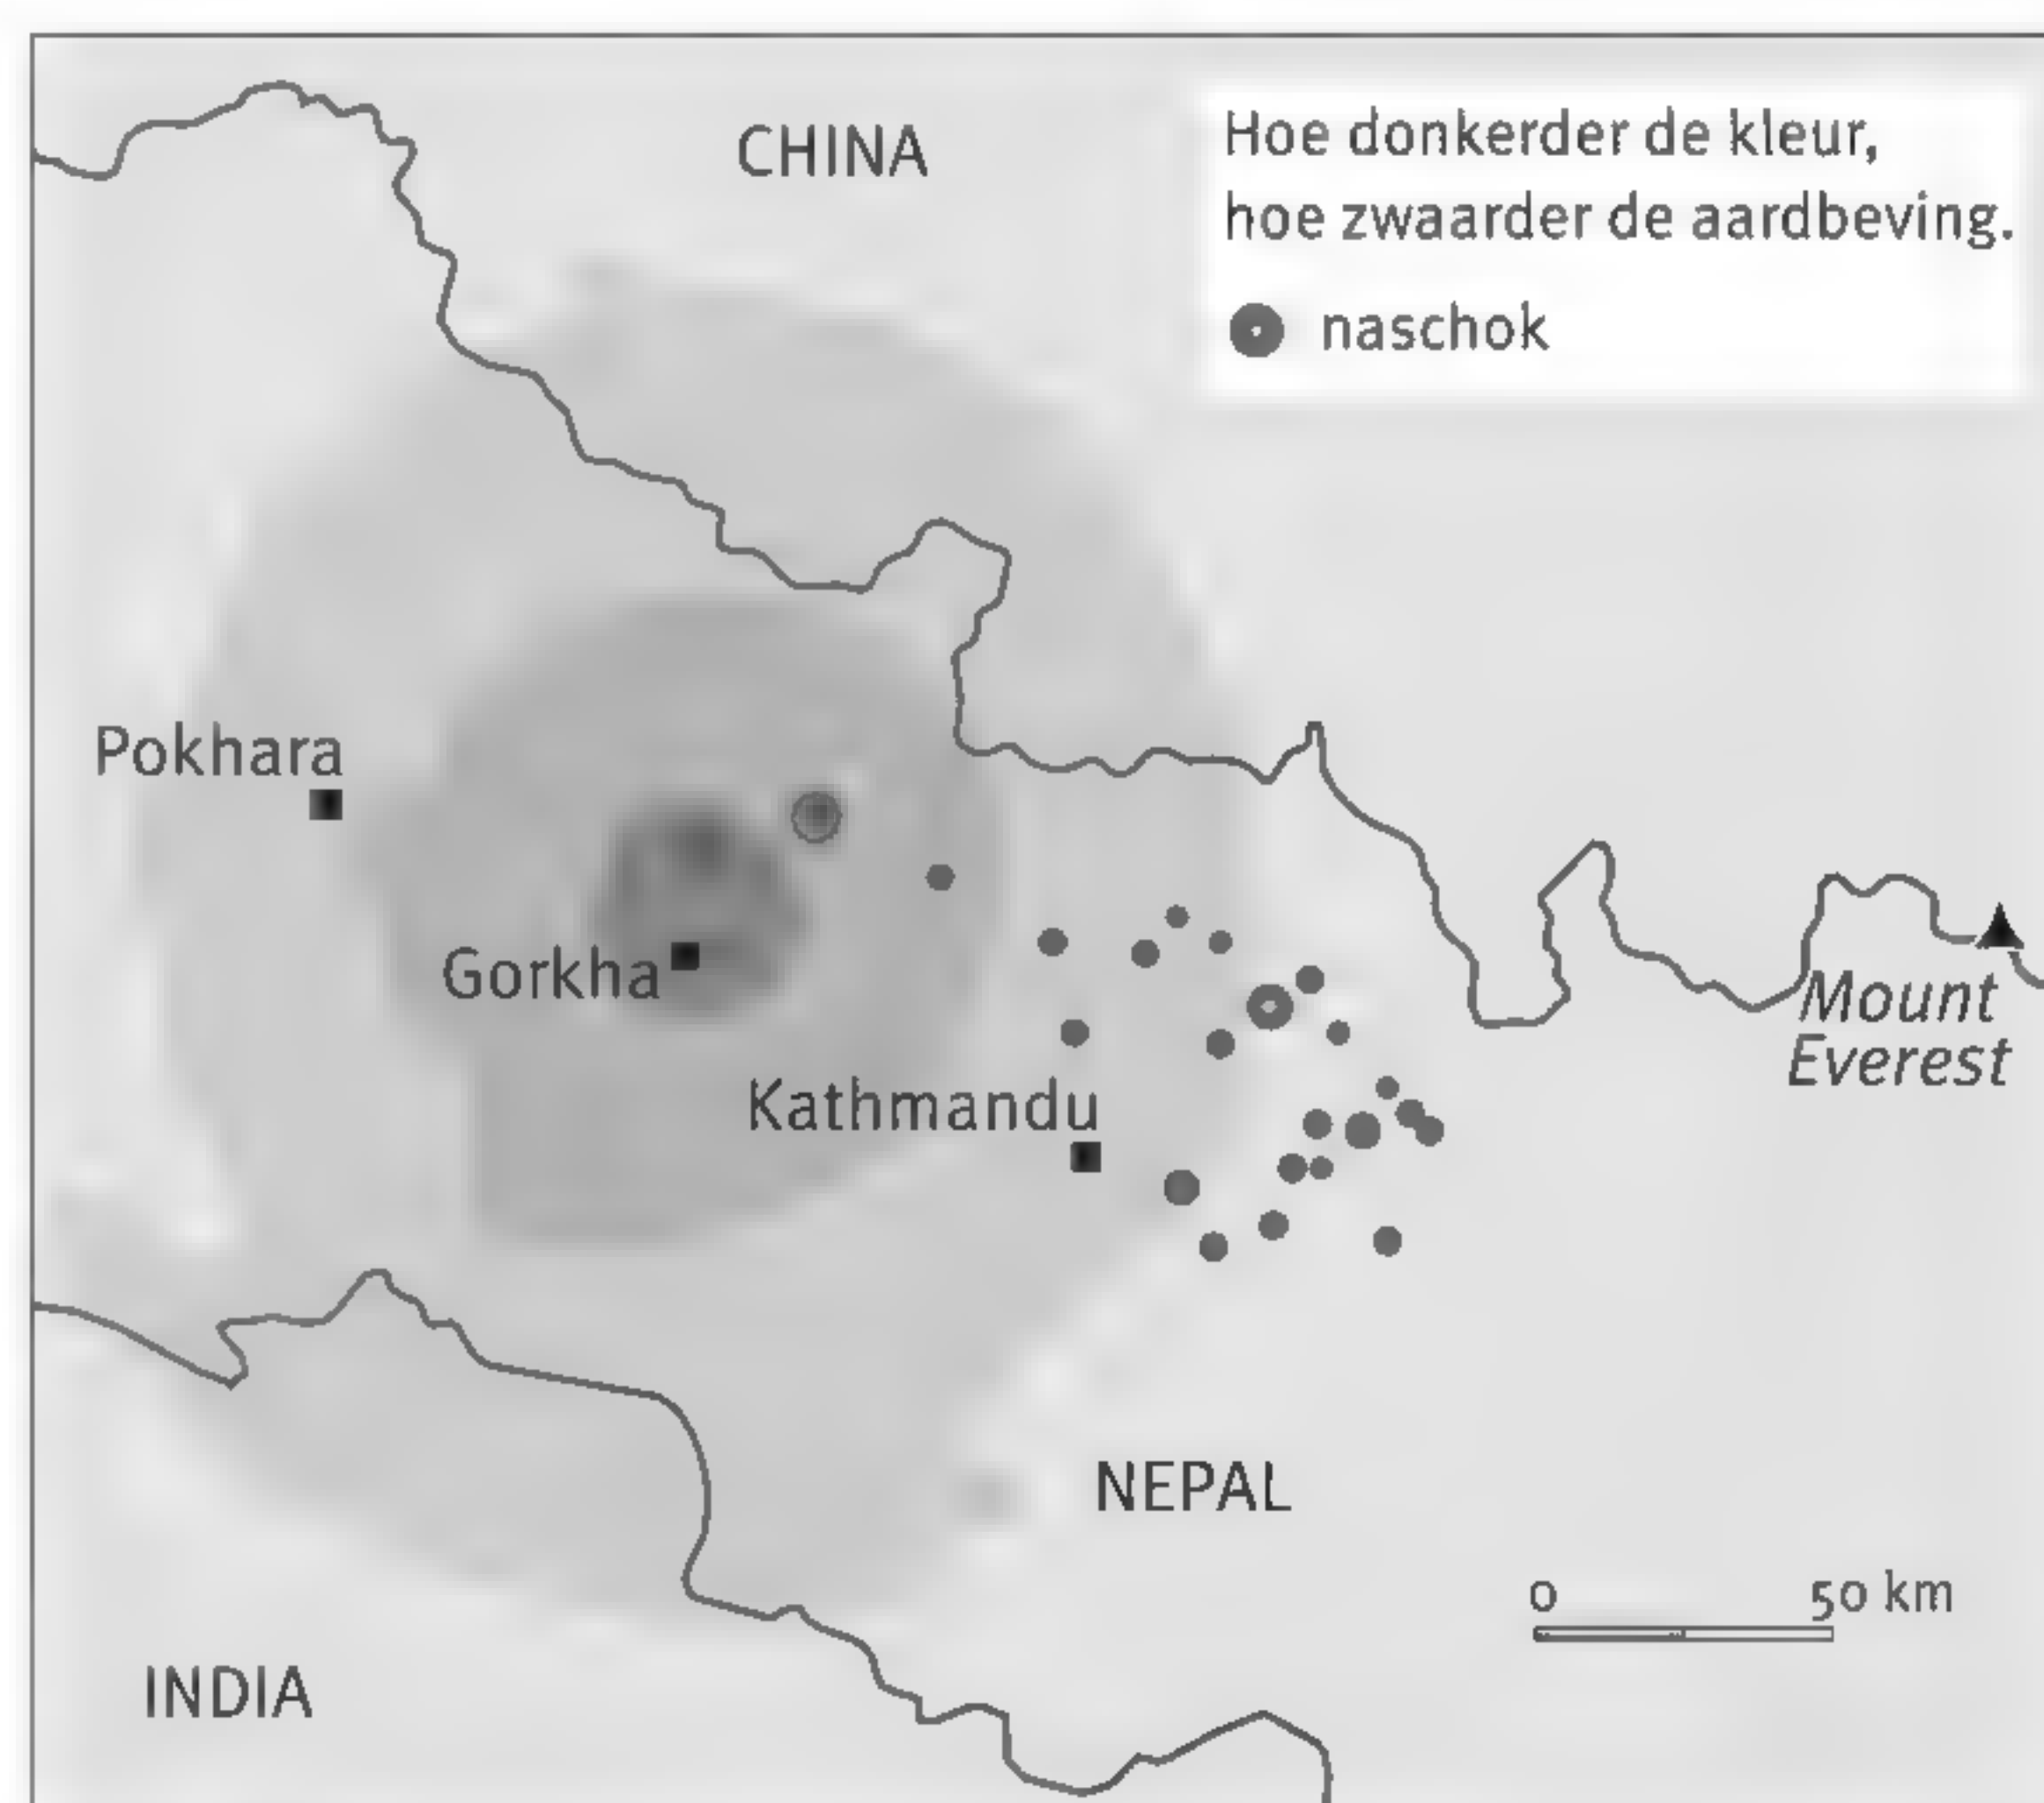 CHINA
Hoe donkerder de kleur,
hoe zwaarder de aardbeving.
naschok
Pokhara
Gorkha
Kathmandu
Mount
Everest
NEPAL
0 50 km
INDIA